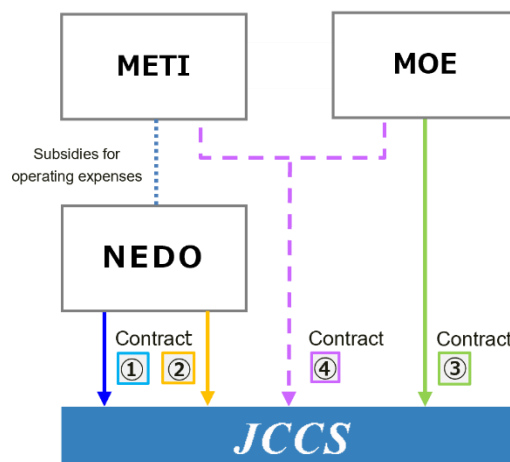 METI
MOE
Subsidies for
operating expenses
NEDO
Contract
① ②
Contract
④
Contract
③
JCCS